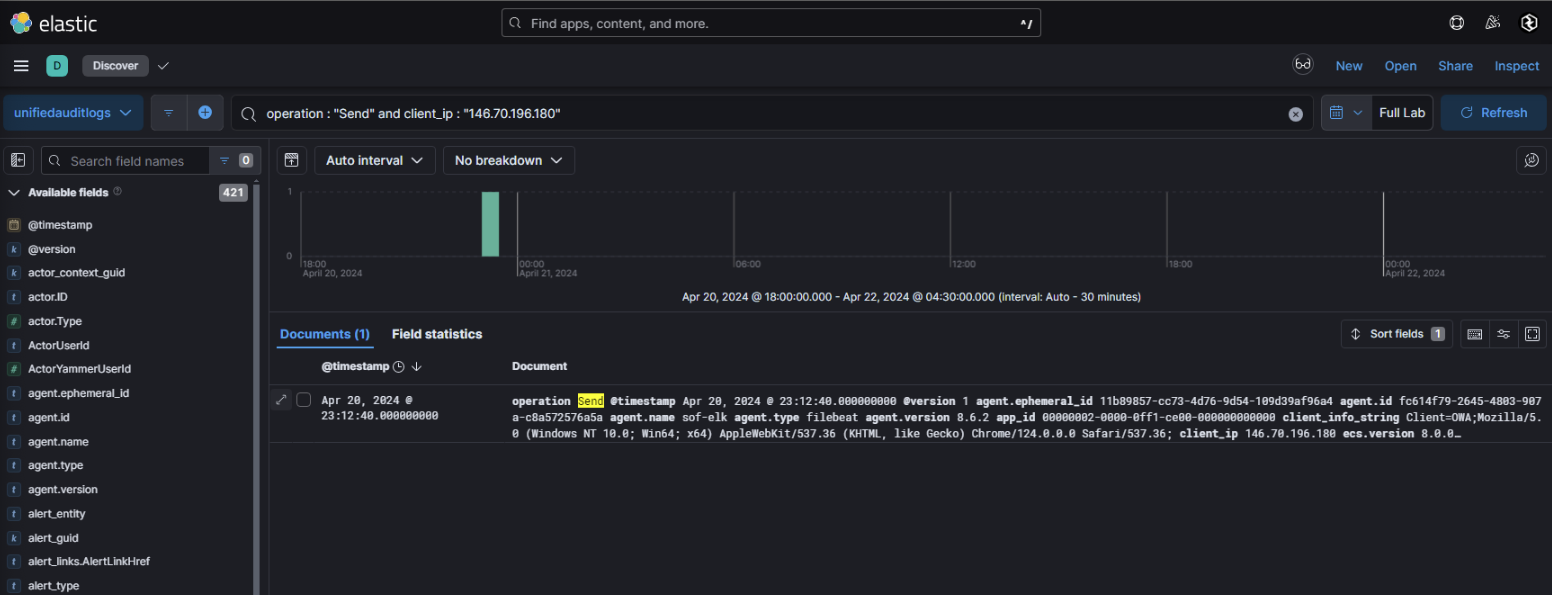 elastic
Find apps, content, and more.
^/
D
Discover
New
Open
Share
Inspect
unifiedauditlogs
operation : "Send" and client_ip : "146.70.196.180"
Full Lab
Refresh
Search field names
0
Auto interval
No breakdown
Available fields
421
1
0
18:00
April 20, 2024
00:00
April 21, 2024
06:00
12:00
18:00
00:00
April 22, 2024
Apr 20, 2024 @ 18:00:00.000 - Apr 22, 2024 @ 04:30:00.000 (interval: Auto - 30 minutes)
@timestamp
k @version
k actor_context_guid
t actor.ID
# actor.Type
t ActorUserId
# ActorYammerUserId
t agent.ephemeral_id
t agent.id
t agent.name
t agent.type
t agent.version
t alert_entity
k alert_guid
t alert_links.AlertLinkHref
t alert_type
Documents (1)
Field statistics
Sort fields 1
@timestamp
Document
Apr 20, 2024 @
23:12:40.000000000
operation Send @timestamp Apr 20, 2024 @ 23:12:40.000000000 @version 1 agent.ephemeral_id 11b89857-cc73-4d76-9d54-109d39af96a4 agent.id fc614f79-2645-4803-907
a-c8a572576a5a agent.name sof-elk agent.type filebeat agent.version 8.6.2 app_id 00000002-0000-0ff1-ce00-000000000000 client_info_string Client=OWA;Mozilla/5.
0 (Windows NT 10.0; Win64; x64) AppleWebKit/537.36 (KHTML, like Gecko) Chrome/124.0.0.0 Safari/537.36; client_ip 146.70.196.180 ecs.version 8.0.0…